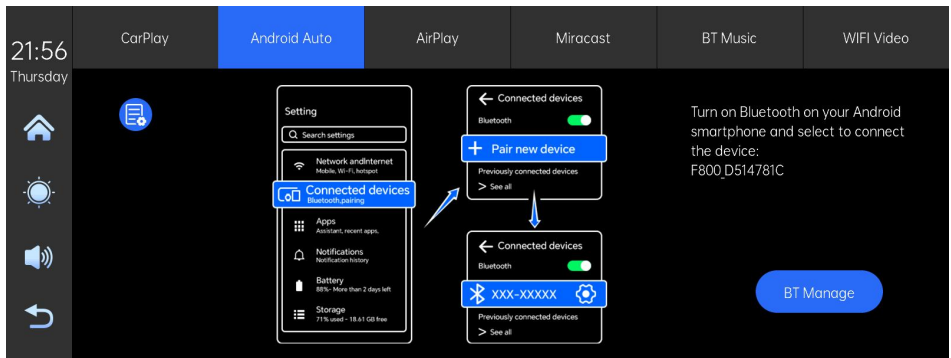 21:56
Thursday
CarPlay
Android Auto
AirPlay
Miracast
BT Music
WIFI Video
Setting
Search settings
Network andInternet
Mobile, Wi-Fi, hotspot
Connected devices
Bluetooth,pairing
Apps
Assistant, recent apps.
Notifications
Notification history
Battery
88%- More than 2 days left
Storage
71% used - 18.61 GB free
Connected devices
Bluetooth
+ Pair new device
Previously connected devices
> See all
Connected devices
Bluetooth
XXX-XXXXX
Previously connected devices
> See all
Turn on Bluetooth on your Android
smartphone and select to connect
the device:
F800_D514781C
BT Manage